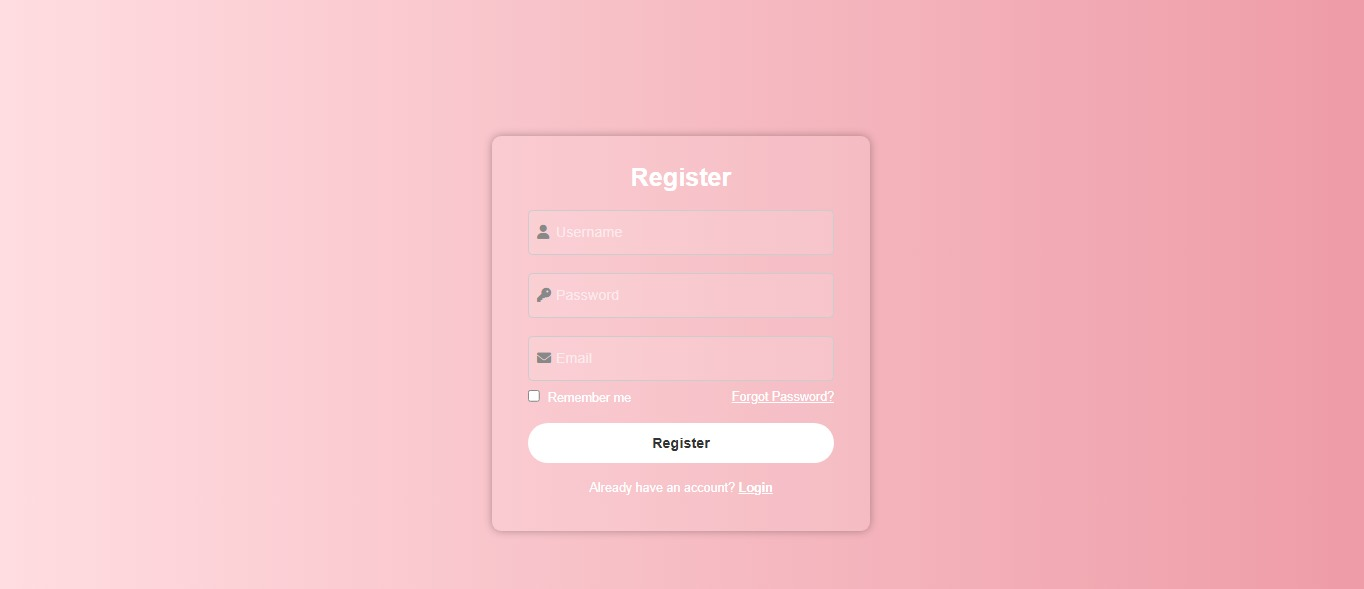 Register
Username
Password
Email
Remember me Forgot Password?
Register
Already have an account? Login